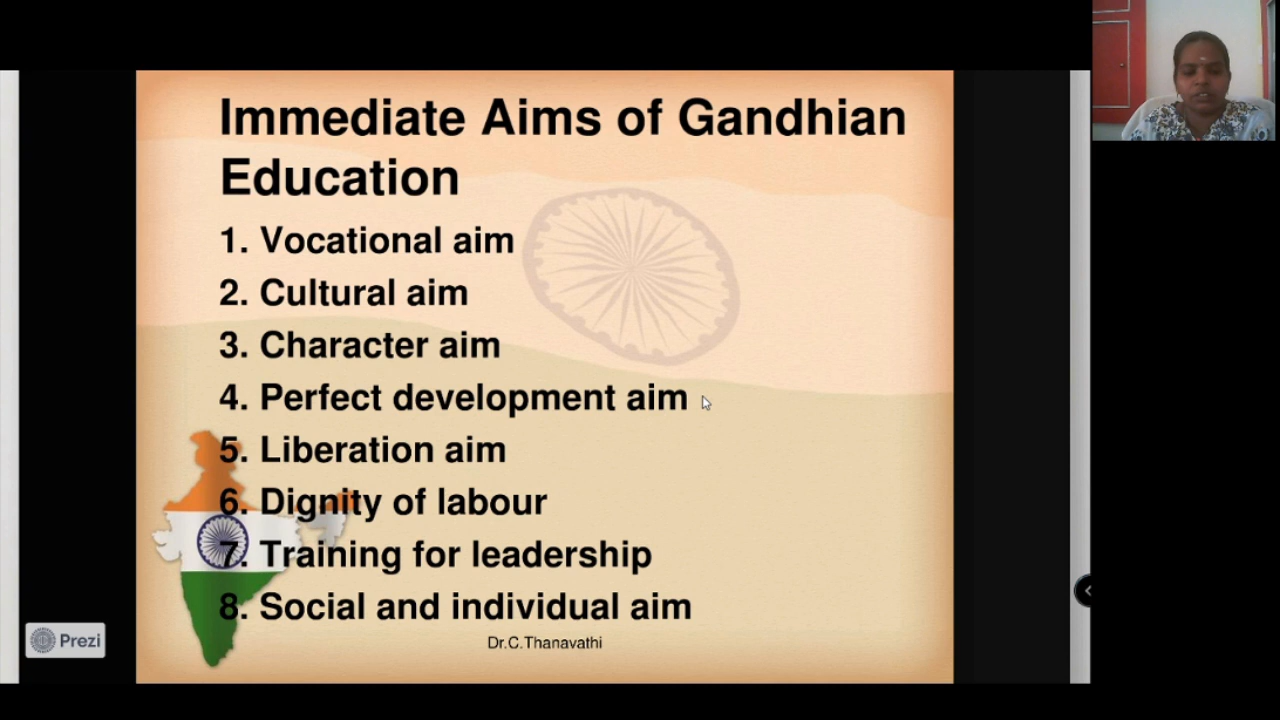 Immediate Aims of Gandhian
Education
1. Vocational aim
2. Cultural aim
3. Character aim
4. Perfect development aim
5. Liberation aim
6. Dignity of labour
7. Training for leadership
8. Social and individual aim
Dr.C.Thanavathi
Prezi